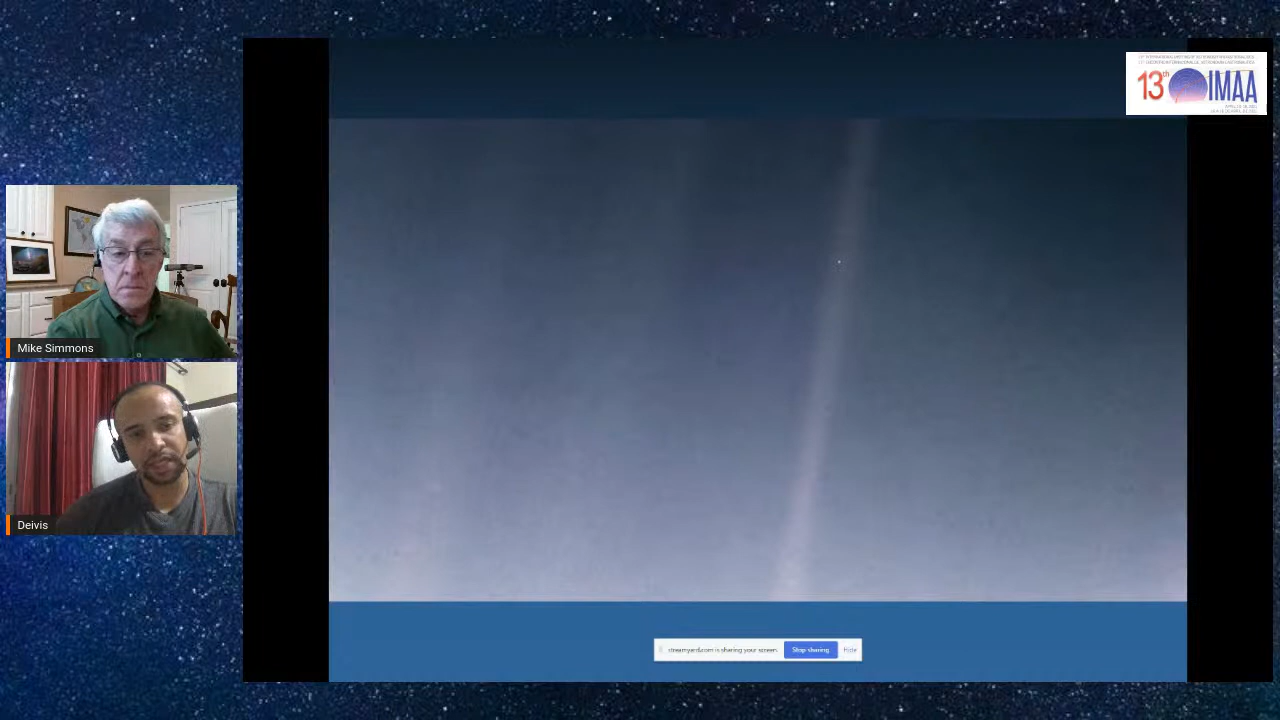 13th
IMAA
Mike Simmons
Deivis
streamyard.com is sharing your screen.
Stop sharing
Hide